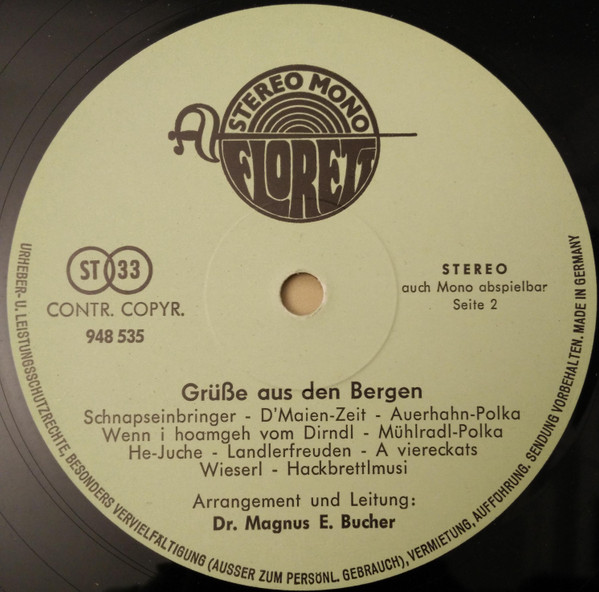 STEREO MONO
FLORETT
ST 33
CONTR. COPYR.
948 535
STEREO
auch Mono abspielbar
Seite 2
Grüße aus den Bergen
Schnapseinbringer - D'Maien-Zeit - Auerhahn-Polka
Wenn i hoamgeh vom Dirndl - Mühlradl-Polka
He-Juche - Landlerfreuden - A viereckats
Wieserl - Hackbrettlmusi
Arrangement und Leitung:
Dr. Magnus E. Bucher
URHEBER- U. LEISTUNGSSCHUTZRECHTE, BESONDERS VERVIELFÄLTIGUNG (AUSSER ZUM PERSÖNL. GEBRAUCH), VERMIETUNG, AUFFÜHRUNG. SENDUNG VORBEHALTEN. MADE IN GERMANY